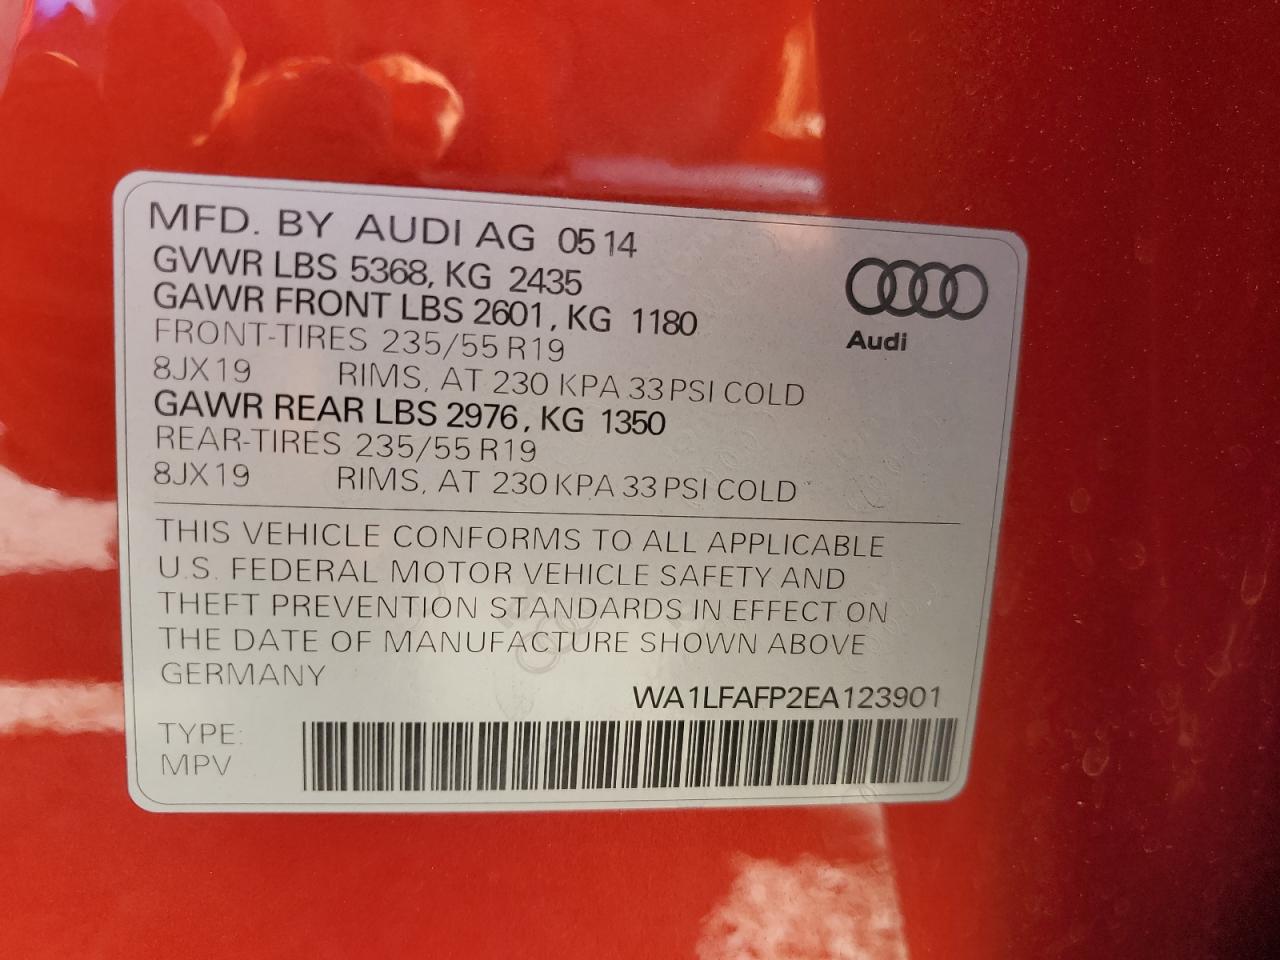 MFD. BY AUDI AG 0514
GVWR LBS 5368, KG 2435
GAWR FRONT LBS 2601, KG 1180
FRONT-TIRES 235/55 R19
8JX19 RIMS, AT 230 KPA 33 PSI COLD
GAWR REAR LBS 2976, KG 1350
REAR-TIRES 235/55 R19
8JX19 RIMS, AT 230 KPA 33 PSI COLD
Audi
THIS VEHICLE CONFORMS TO ALL APPLICABLE
U.S. FEDERAL MOTOR VEHICLE SAFETY AND
THEFT PREVENTION STANDARDS IN EFFECT ON
THE DATE OF MANUFACTURE SHOWN ABOVE
GERMANY
WA1LFAFP2EA123901
TYPE:
MPV